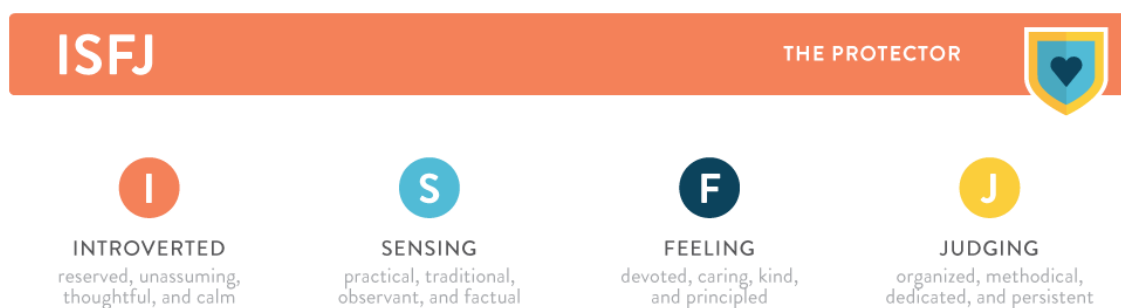 ISFJ
THE PROTECTOR
I
S
F
J
INTROVERTED
reserved, unassuming,
thoughtful, and calm
SENSING
practical, traditional,
observant, and factual
FEELING
devoted, caring, kind,
and principled
JUDGING
organized, methodical,
dedicated, and persistent